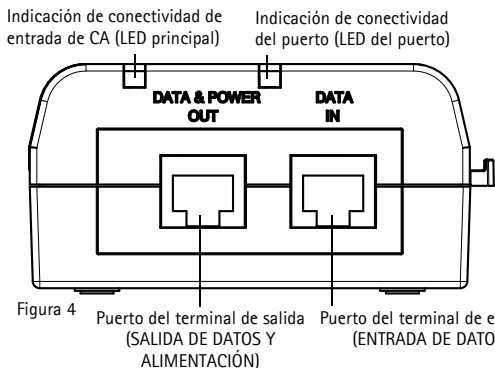 Indicación de conectividad de
entrada de CA (LED principal)
Indicación de conectividad
del puerto (LED del puerto)
DATA & POWER
OUT
DATA
IN
Figura 4
Puerto del terminal de salida
(SALIDA DE DATOS Y
ALIMENTACIÓN)
Puerto del terminal de e
(ENTRADA DE DATO